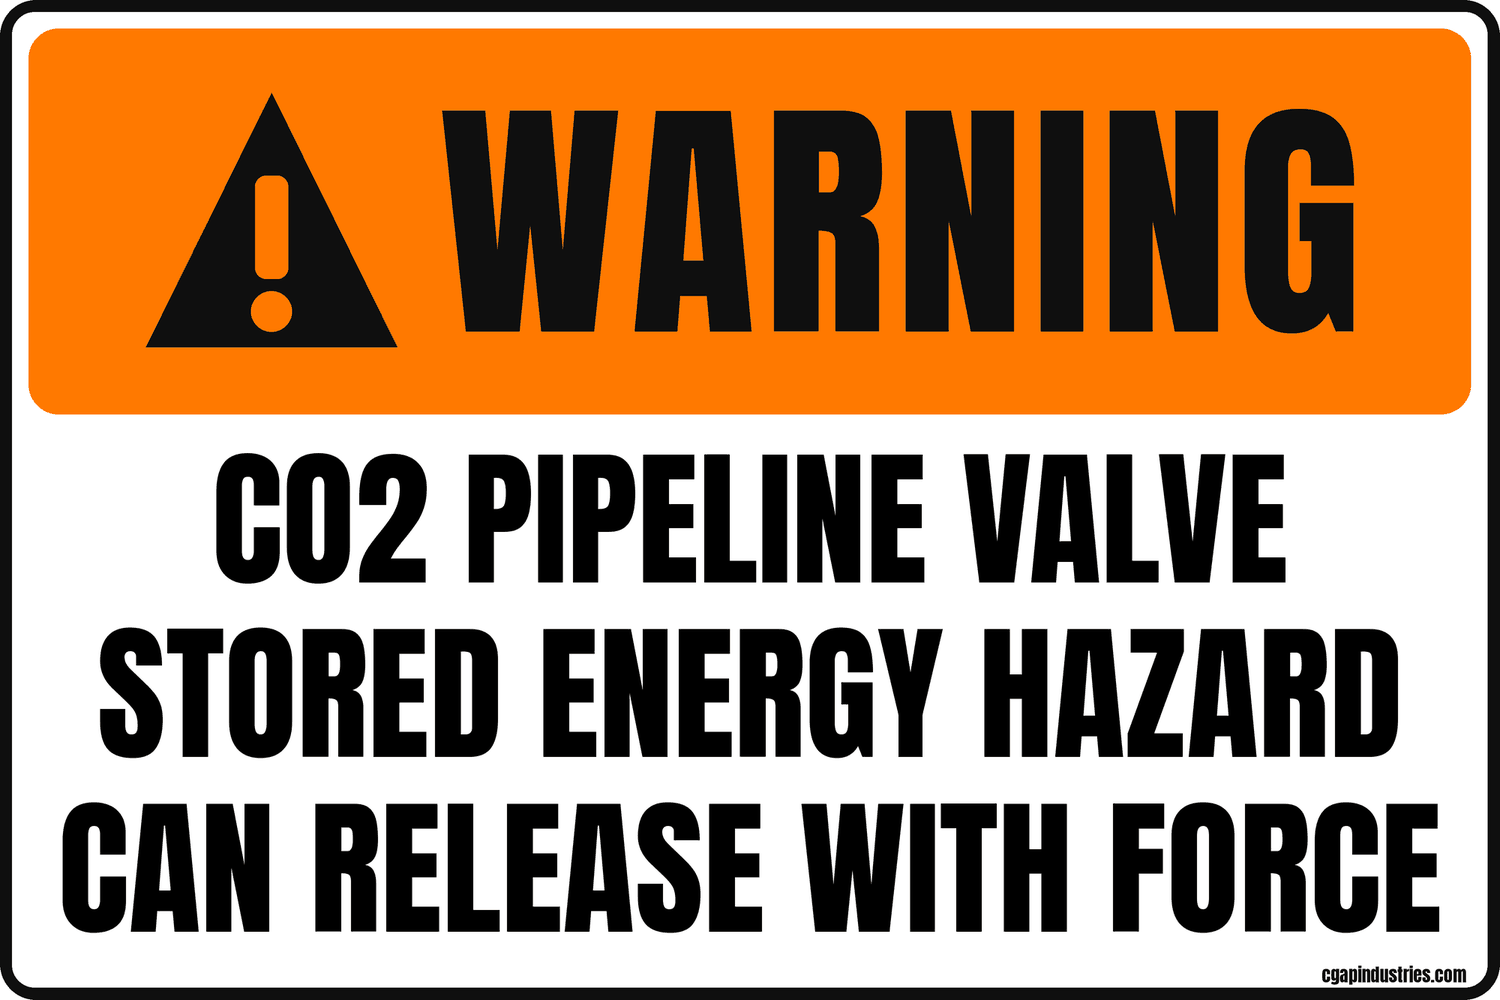 WARNING
CO2 PIPELINE VALVE
STORED ENERGY HAZARD
CAN RELEASE WITH FORCE
cgapindustries.com